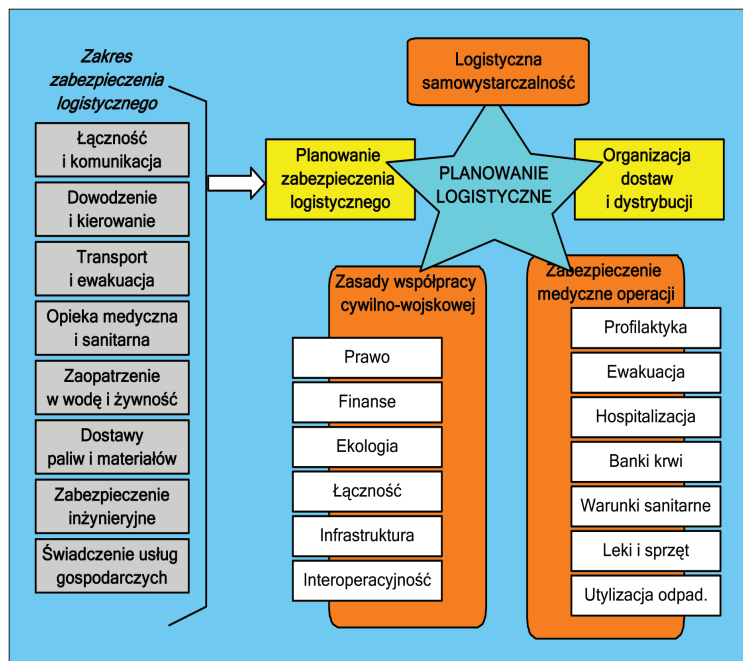 Zakres
zabezpieczenia
logistycznego
Łączność
i komunikacja
Dowodzenie
i kierowanie
Transport
i ewakuacja
Opieka medyczna
i sanitarna
Zaopatrzenie
w wodę i żywność
Dostawy
paliw i materiałów
Zabezpieczenie
inżynieryjne
Świadczenie usług
gospodarczych
Logistyczna
samowystarczalność
Planowanie
zabezpieczenia
logistycznego
PLANOWANIE
LOGISTYCZNE
Organizacja
dostaw
i dystrybucji
Zasady współpracy
cywilno-wojskowej
Prawo
Finanse
Ekologia
Łączność
Infrastruktura
Interoperacyjność
Zabezpieczenie
medyczne operacji
Profilaktyka
Ewakuacja
Hospitalizacja
Banki krwi
Warunki sanitarne
Leki i sprzęt
Utylizacja odpad.